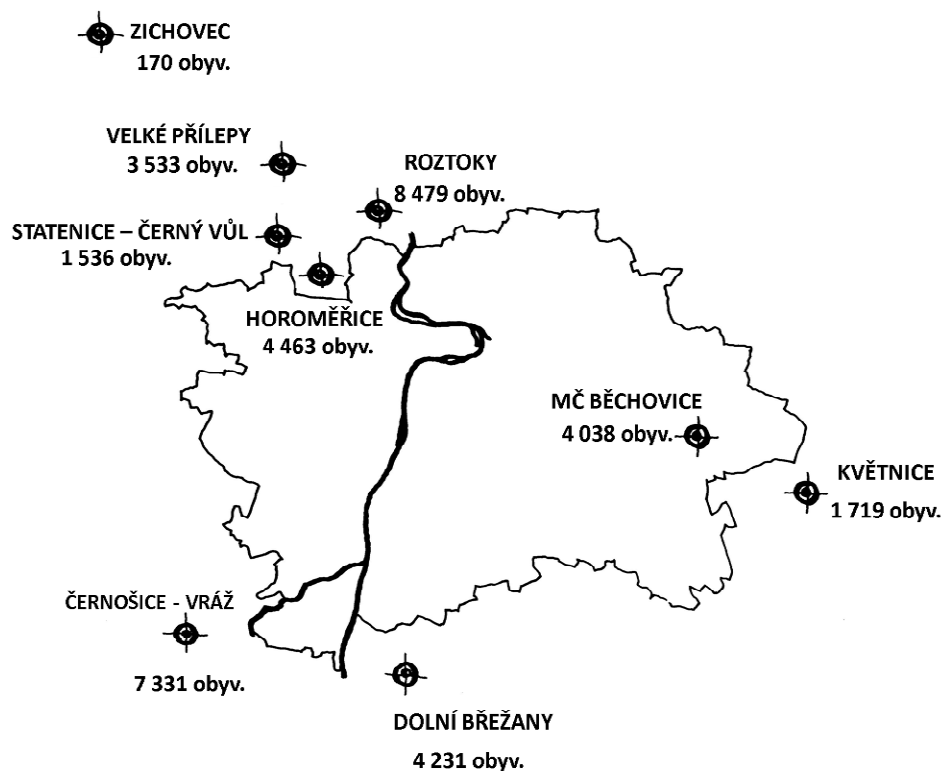 ZICHOVEC
170 obyv.
VELKÉ PŘÍLEPY
3 533 obyv.
ROZTOKY
8 479 obyv.
STATENICE – ČERNÝ VŮL
1 536 obyv.
HOROMĚŘICE
4 463 obyv.
MČ BĚCHOVICE
4 038 obyv.
KVĚTNICE
1 719 obyv.
ČERNOŠICE - VRÁŽ
7 331 obyv.
DOLNÍ BŘEŽANY
4 231 obyv.